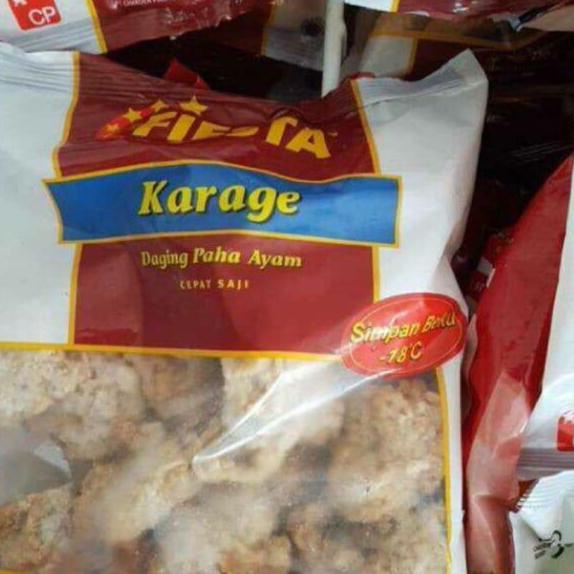 CP
FIESTA
Karage
Daging Paha Ayam
CEPAT SAJI
Simpan Beku
-18°C